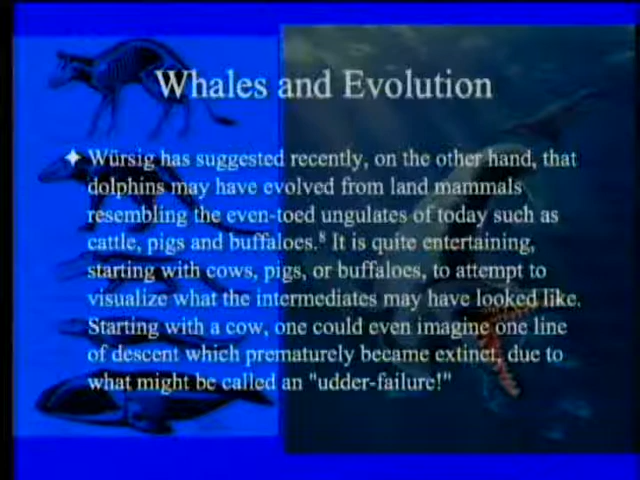 Whales and Evolution
Würsig has suggested recently, on the other hand, that
dolphins may have evolved from land mammals
resembling the even-toed ungulates of today such as
cattle, pigs and buffaloes.⁸ It is quite entertaining,
starting with cows, pigs, or buffaloes, to attempt to
visualize what the intermediates may have looked like.
Starting with a cow, one could even imagine one line
of descent which prematurely became extinct, due to
what might be called an "udder-failure!"